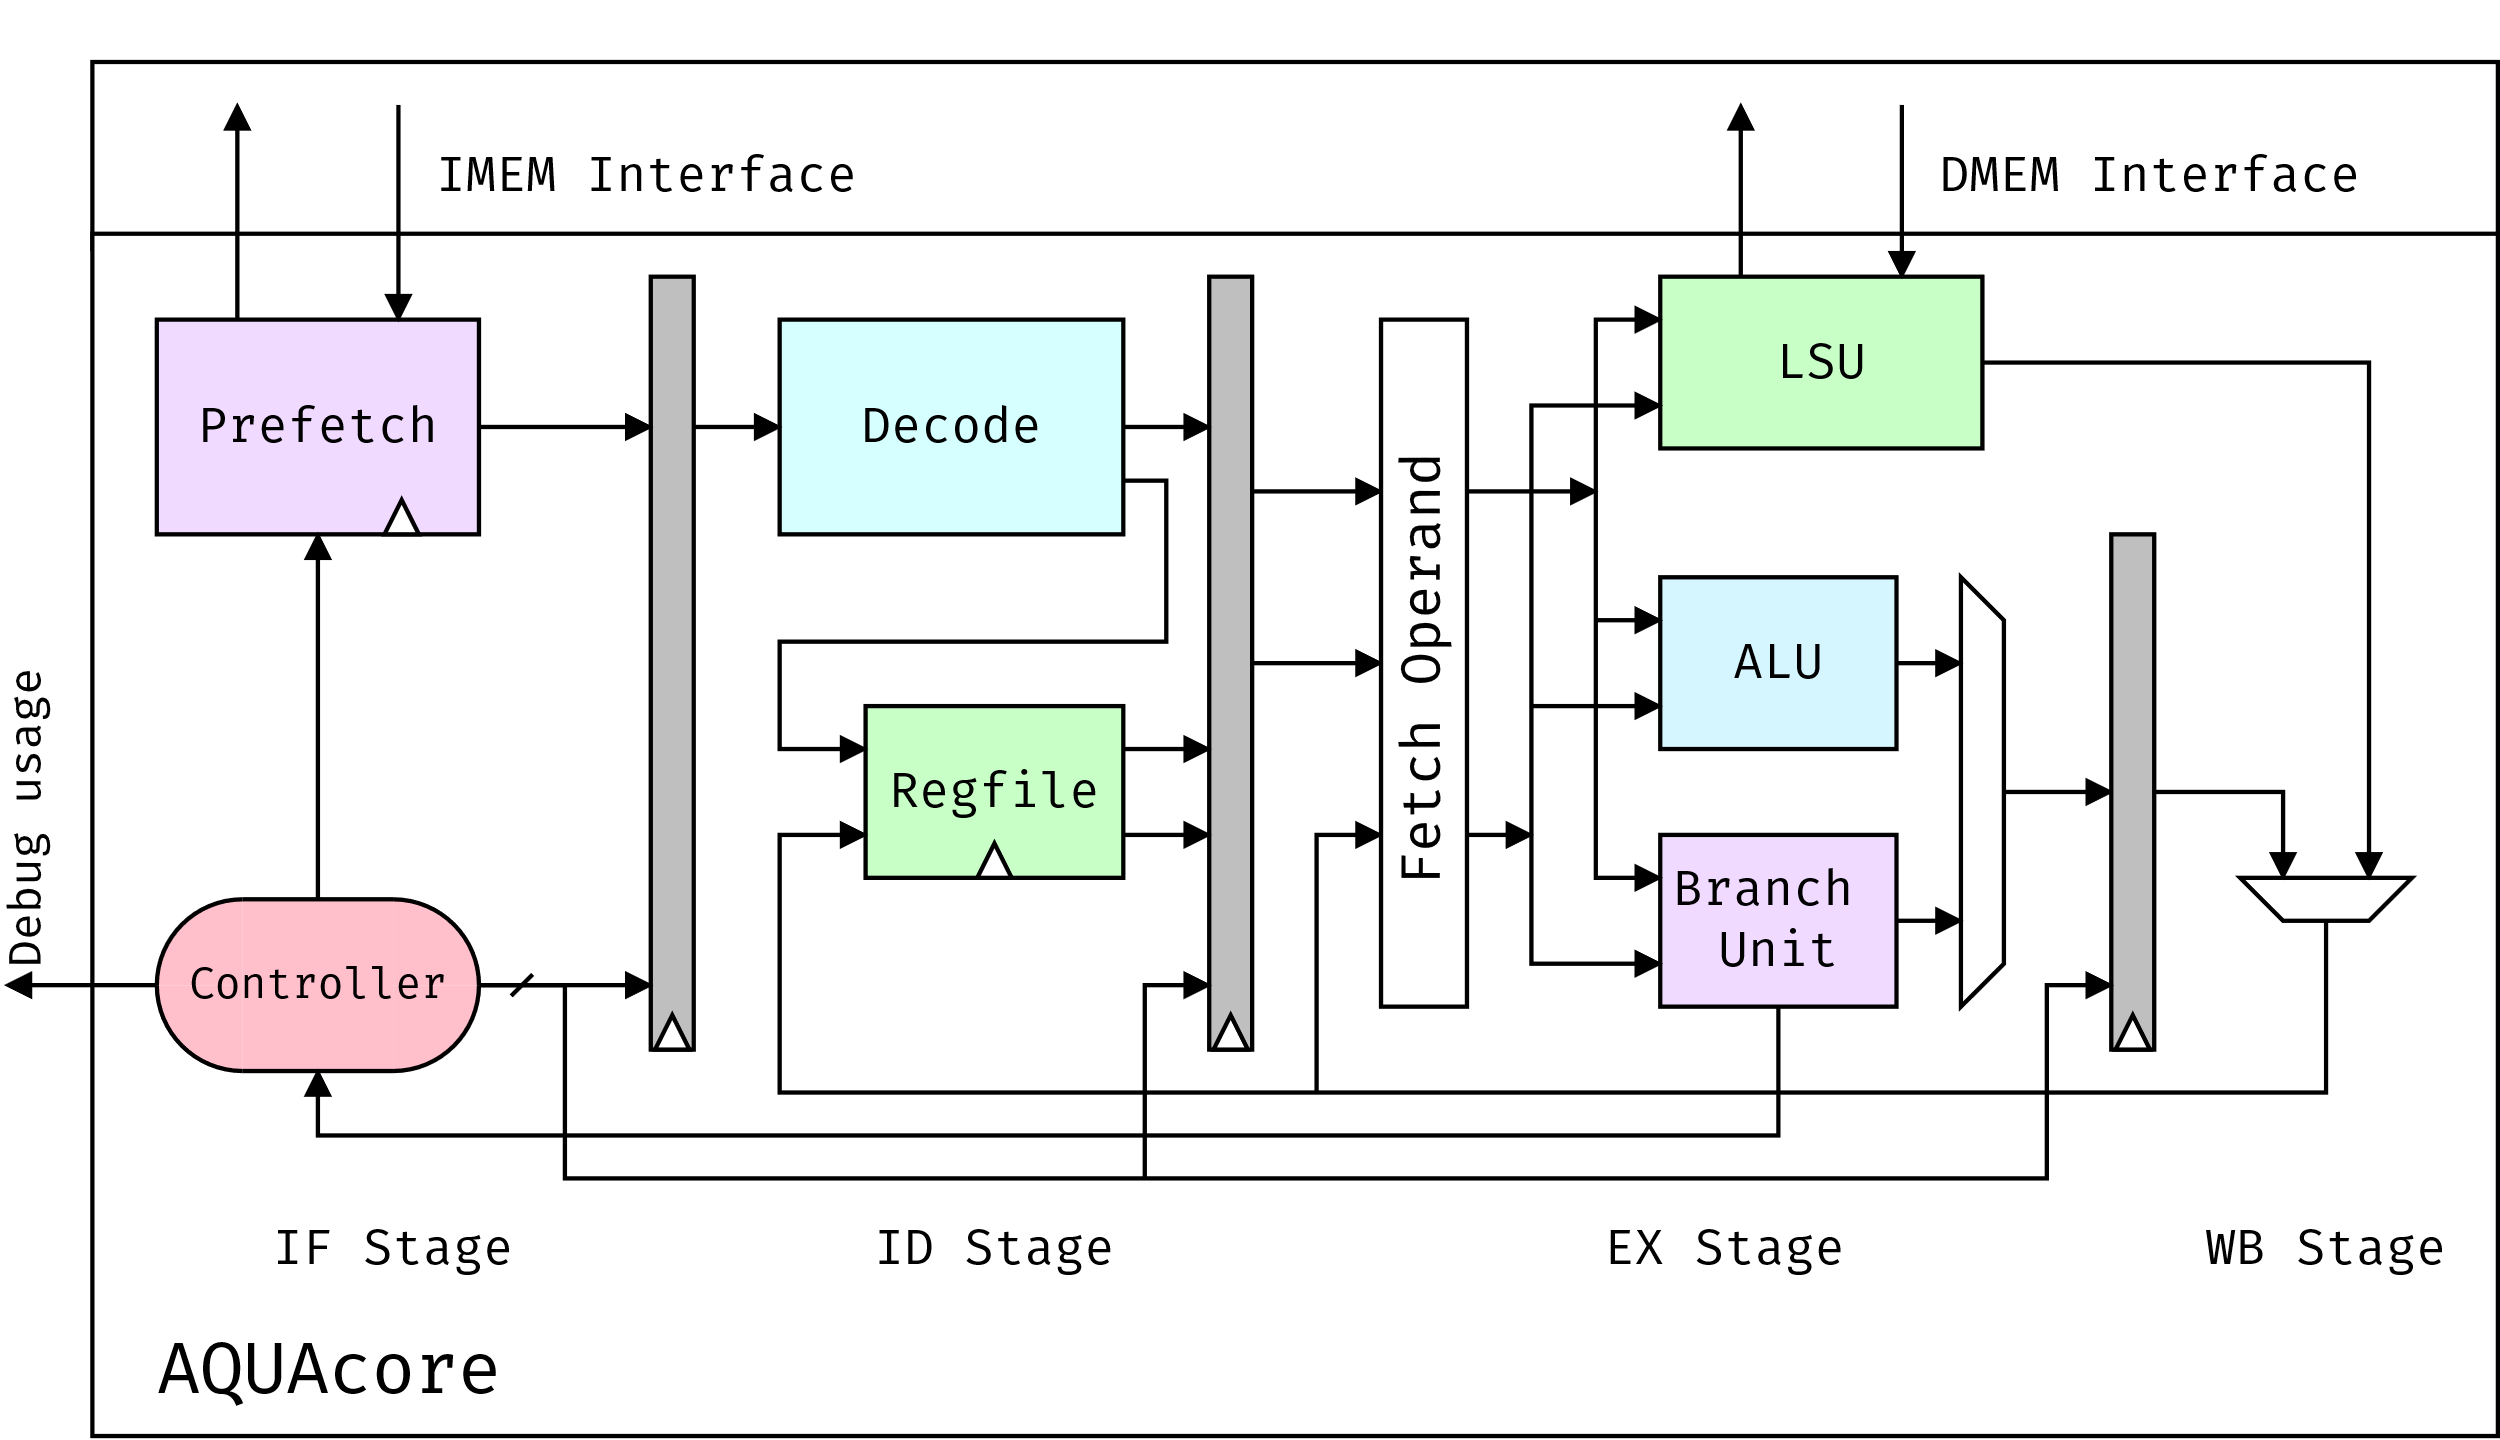 IMEM Interface
DMEM Interface
Prefetch
Decode
LSU
Fetch Operand
ALU
Regfile
Branch
Unit
Debug usage
Controller
IF Stage
ID Stage
EX Stage
WB Stage
AQUAcore